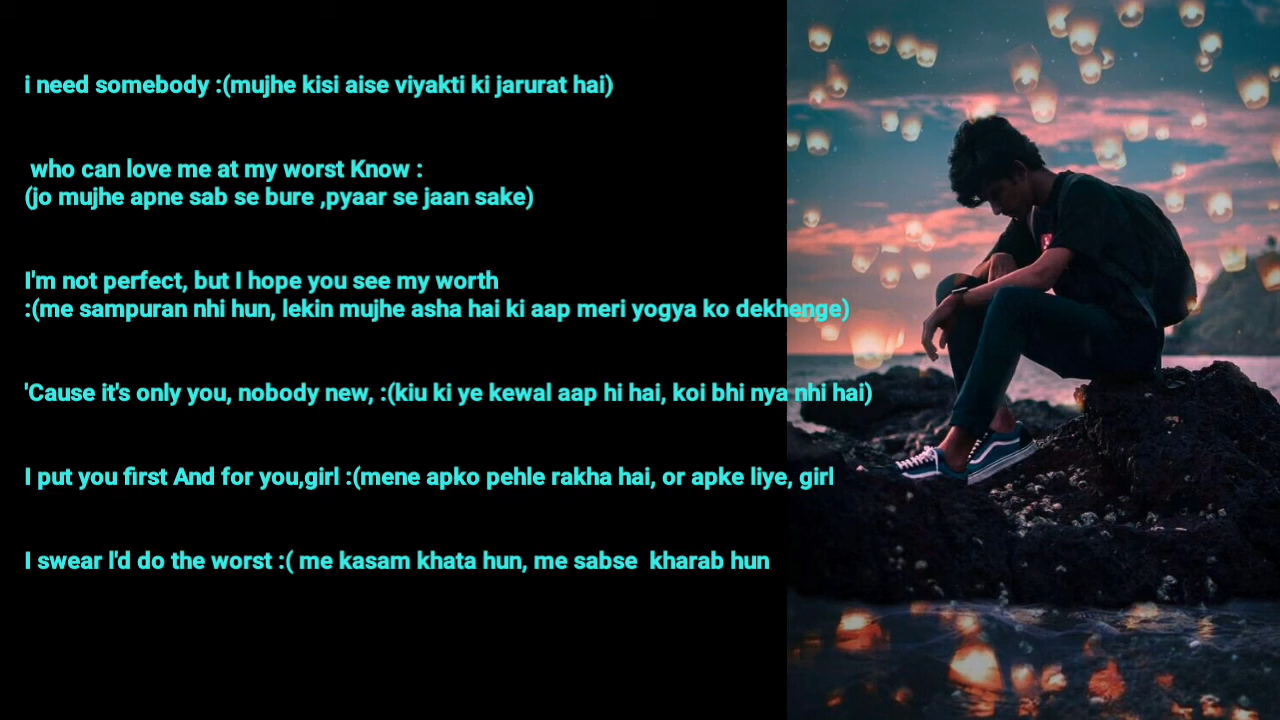 i need somebody :(mujhe kisi aise viyakti ki jarurat hai)
who can love me at my worst Know :
(jo mujhe apne sab se bure ,pyaar se jaan sake)
I'm not perfect, but I hope you see my worth
:(me sampuran nhi hun, lekin mujhe asha hai ki aap meri yogya ko dekhenge)
'Cause it's only you, nobody new, :(kiu ki ye kewal aap hi hai, koi bhi nya nhi hai)
I put you first And for you,girl :(mene apko pehle rakha hai, or apke liye, girl
I swear I'd do the worst :( me kasam khata hun, me sabse  kharab hun